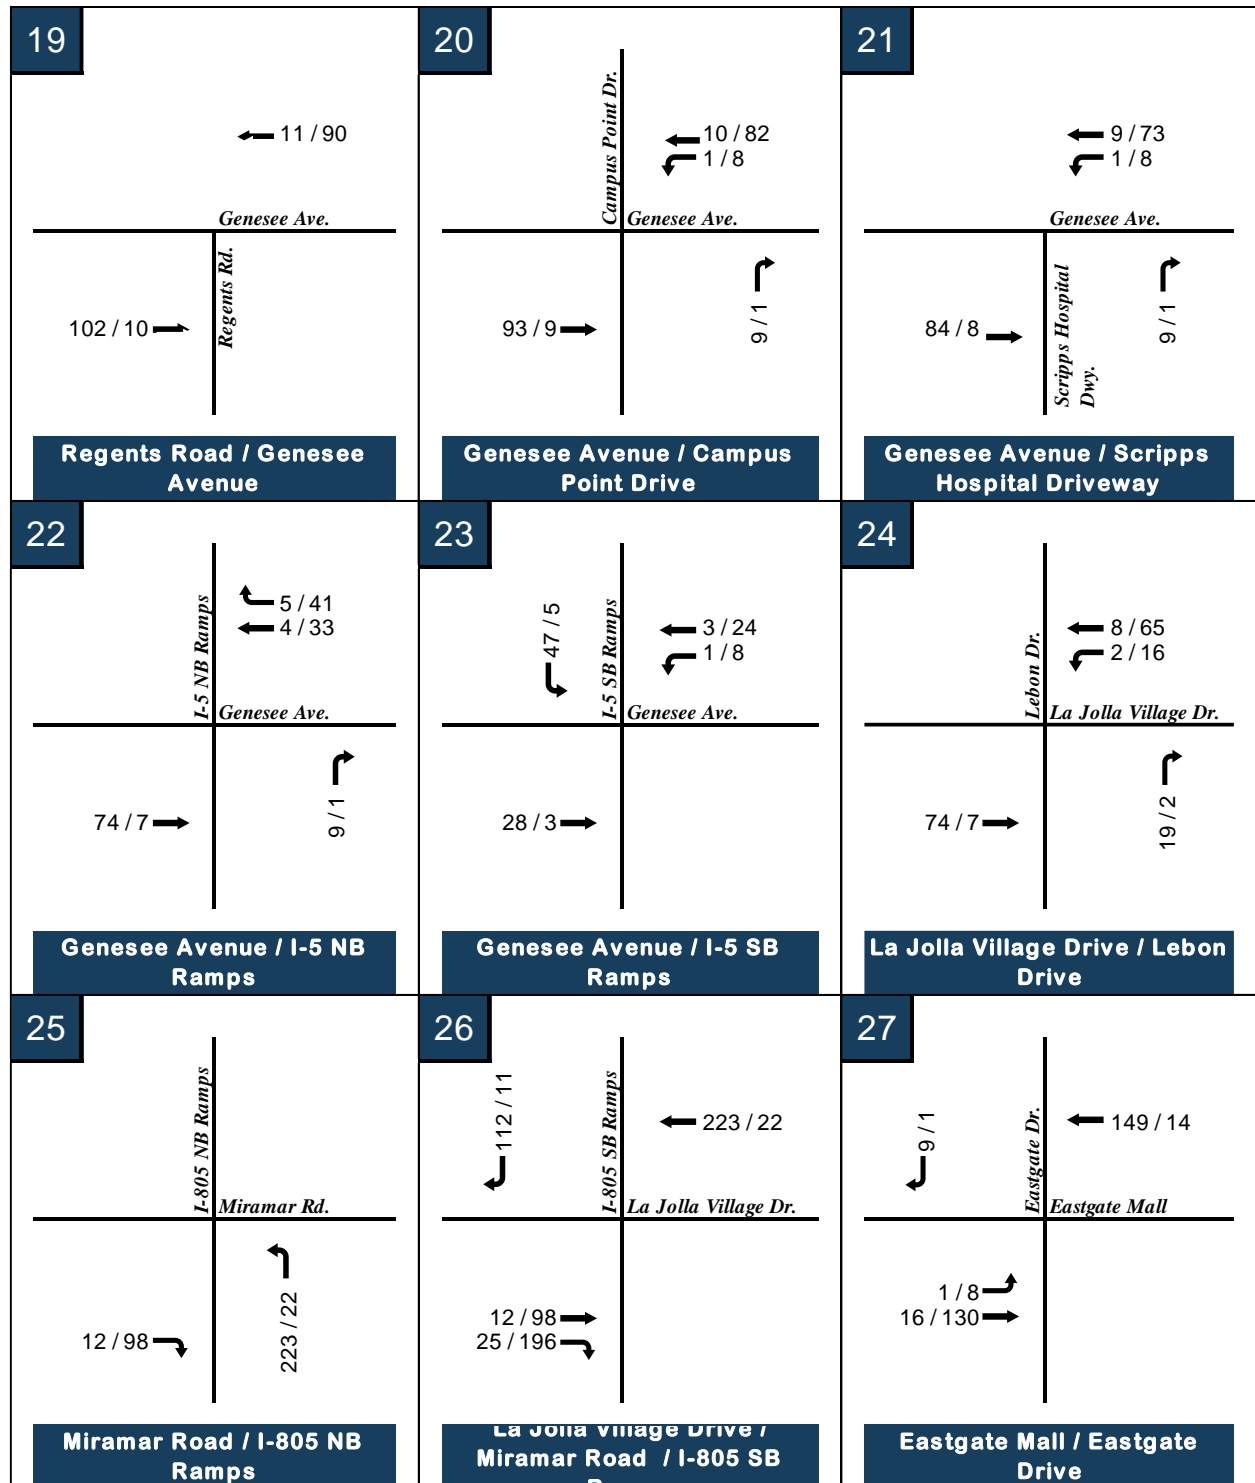 19
11 / 90
Genesee Ave.
Regents Rd.
102 / 10
Regents Road / Genesee
Avenue
20
Campus Point Dr.
10 / 82
1 / 8
Genesee Ave.
93 / 9
9 / 1
Genesee Avenue / Campus
Point Drive
21
9 / 73
1 / 8
Genesee Ave.
84 / 8
Scripps Hospital
Dwy.
9 / 1
Genesee Avenue / Scripps
Hospital Driveway
22
I-5 NB Ramps
5 / 41
4 / 33
Genesee Ave.
74 / 7
9 / 1
Genesee Avenue / I-5 NB
Ramps
23
47 / 5
I-5 SB Ramps
3 / 24
1 / 8
Genesee Ave.
28 / 3
Genesee Avenue / I-5 SB
Ramps
24
Lebon Dr.
8 / 65
2 / 16
La Jolla Village Dr.
74 / 7
19 / 2
La Jolla Village Drive / Lebon
Drive
25
I-805 NB Ramps
Miramar Rd.
12 / 98
223 / 22
Miramar Road / I-805 NB
Ramps
26
112 / 11
I-805 SB Ramps
223 / 22
La Jolla Village Dr.
12 / 98
25 / 196
La Jolla Village Drive /
Miramar Road / I-805 SB
27
9 / 1
Eastgate Dr.
149 / 14
Eastgate Mall
1 / 8
16 / 130
Eastgate Mall / Eastgate
Drive